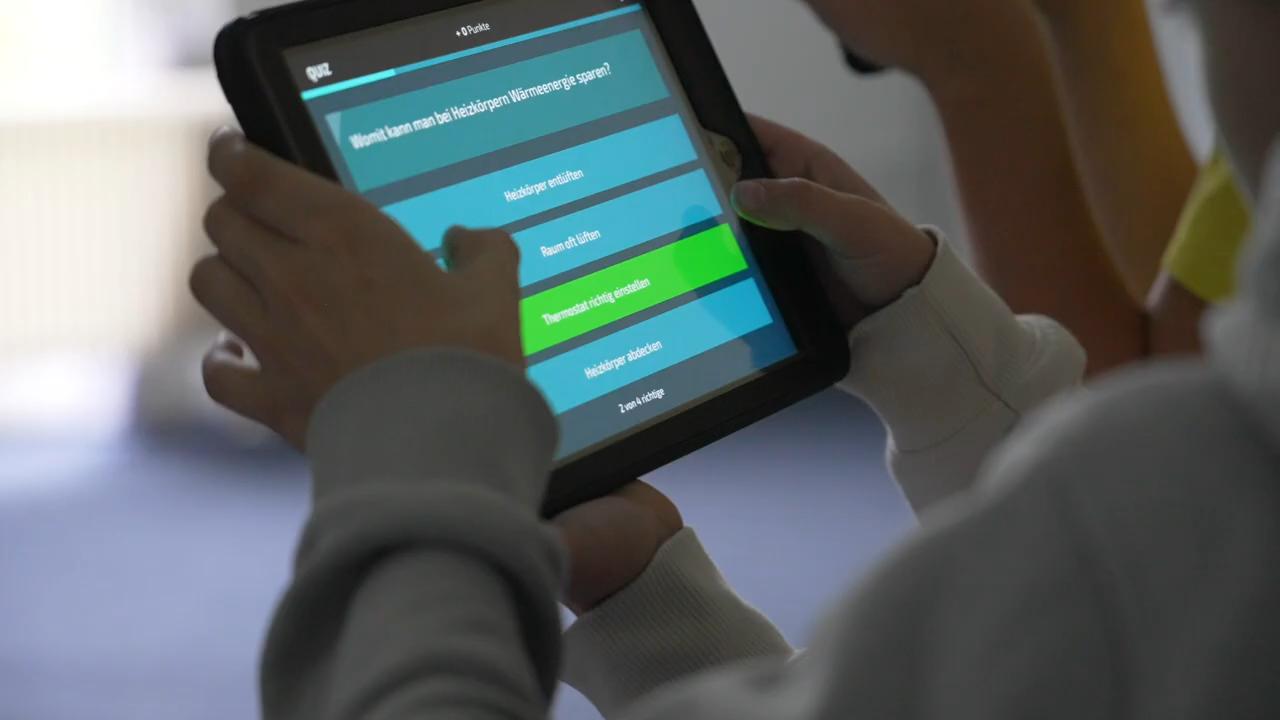 + 0 Punkte
QUIZ
Womit kann man bei Heizkörpern Wärmeenergie sparen?
Heizkörper entlüften
Raum oft lüften
Thermostat richtig einstellen
Heizkörper abdecken
2 von 4 richtige